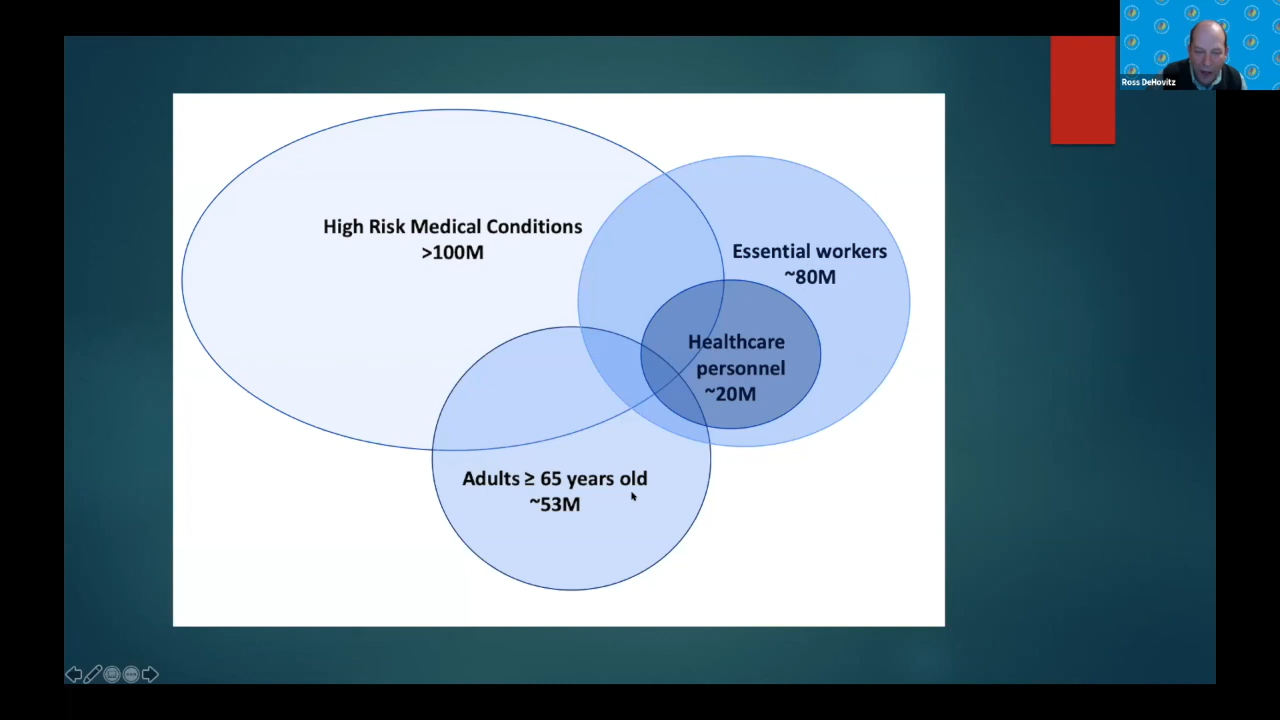 Ross DeHovitz
High Risk Medical Conditions
>100M
Essential workers
~80M
Healthcare
personnel
~20M
Adults ≥ 65 years old
~53M